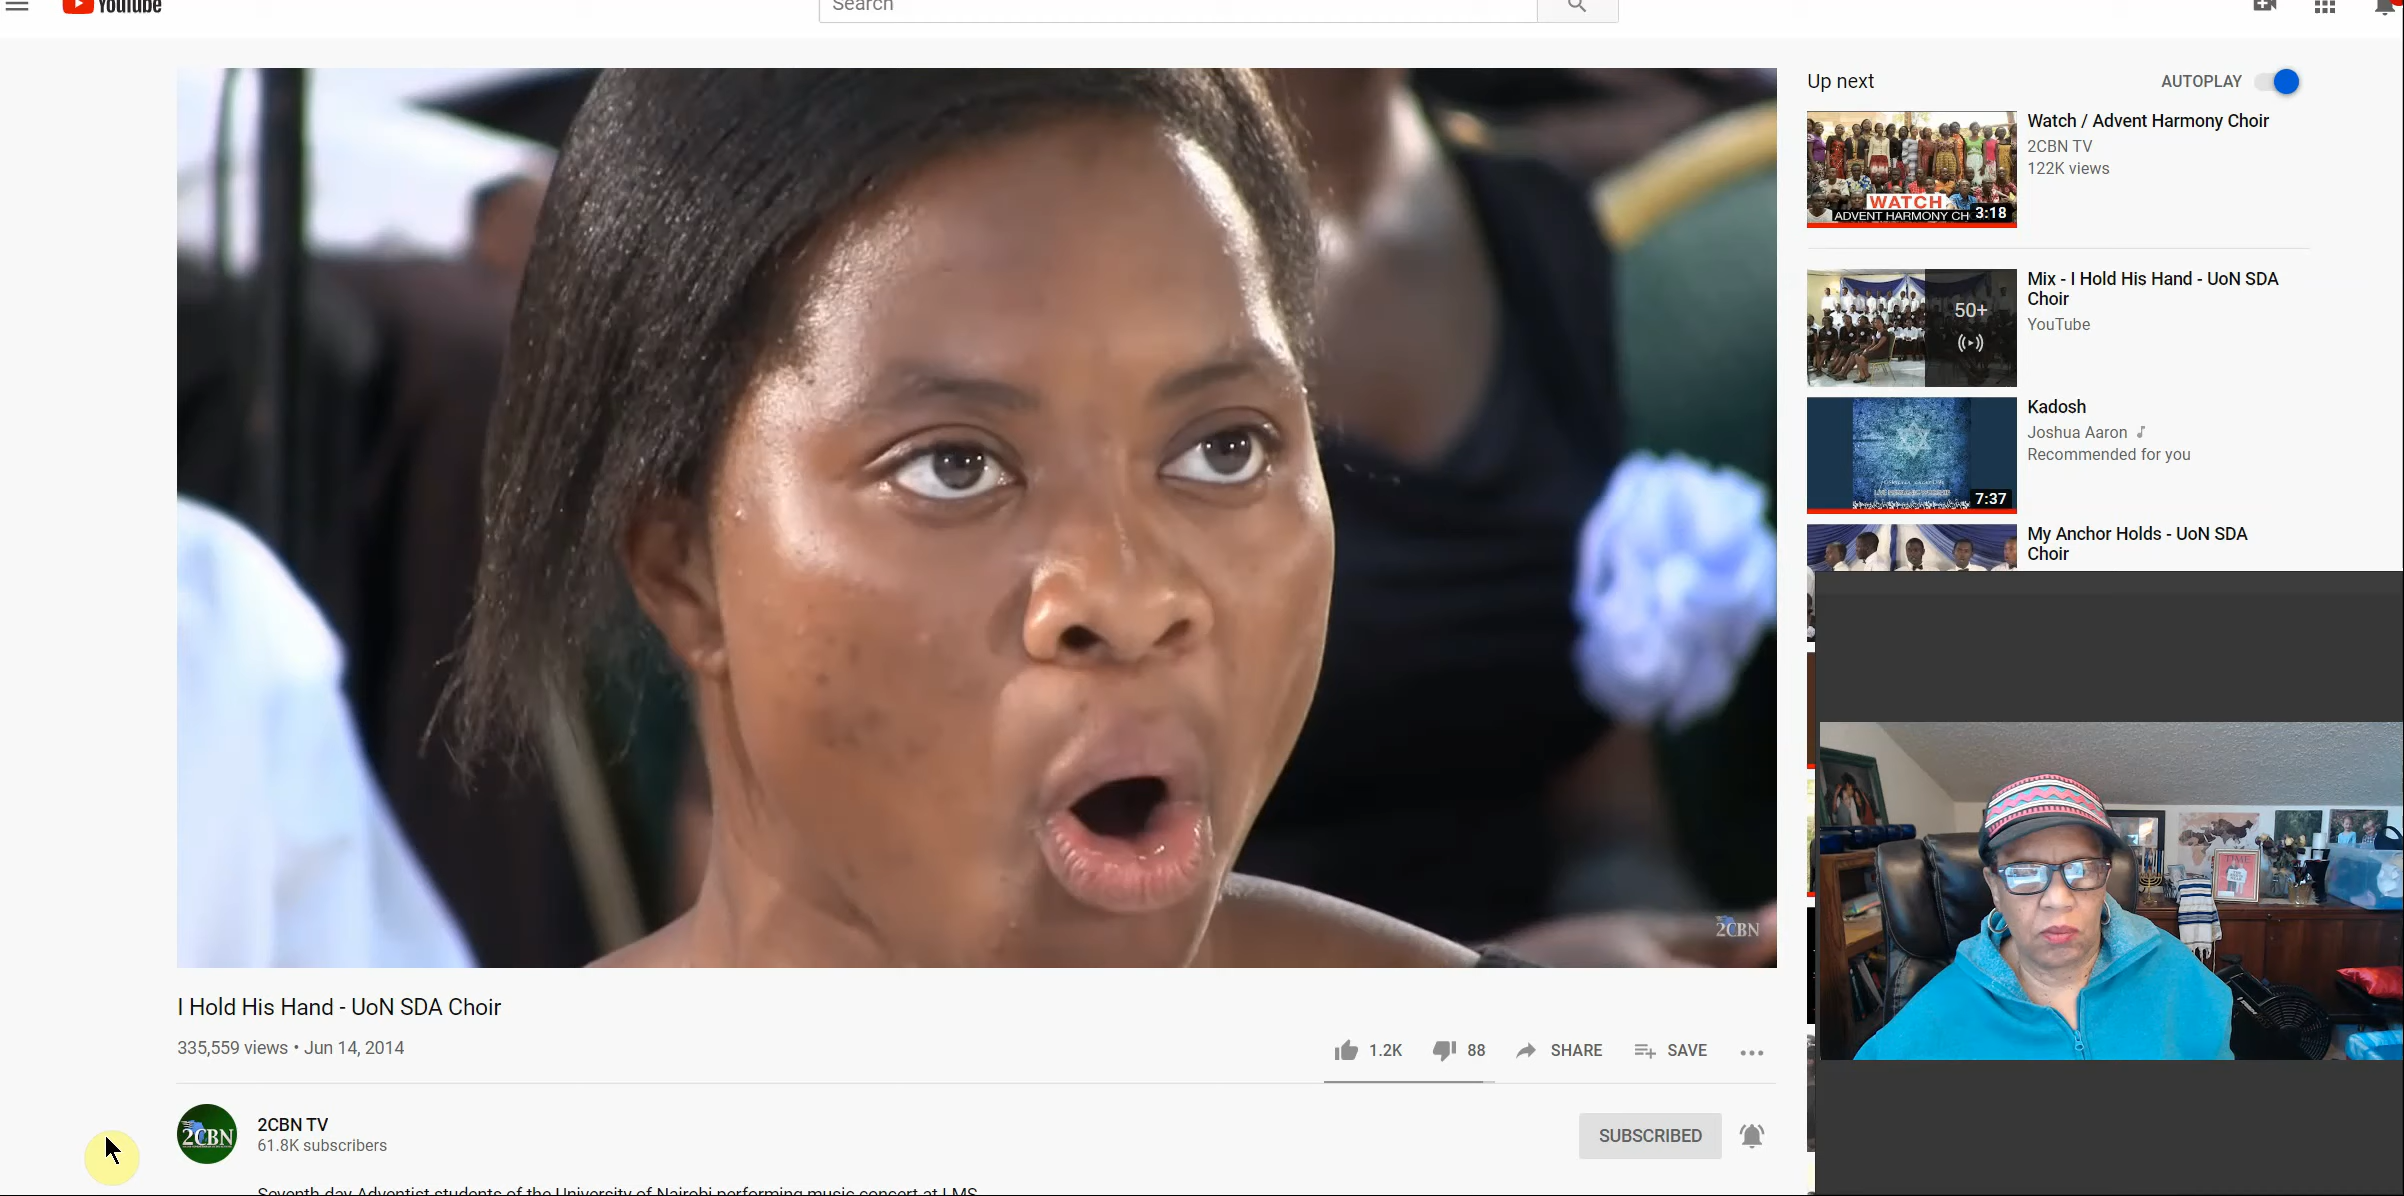 YouTube
Search
Up next
AUTOPLAY
WATCH
ADVENT HARMONY CH
3:18
Watch / Advent Harmony Choir
2CBN TV
122K views
50+
Mix - I Hold His Hand - UoN SDA
Choir
YouTube
7:37
Kadosh
Joshua Aaron
Recommended for you
My Anchor Holds - UoN SDA
Choir
2CBN
TIME
I Hold His Hand - UoN SDA Choir
335,559 views • Jun 14, 2014
1.2K
88
SHARE
SAVE
2CBN
2CBN TV
61.8K subscribers
SUBSCRIBED
Seventh day Adventist students of the University of Nairobi performing music concert at LMS